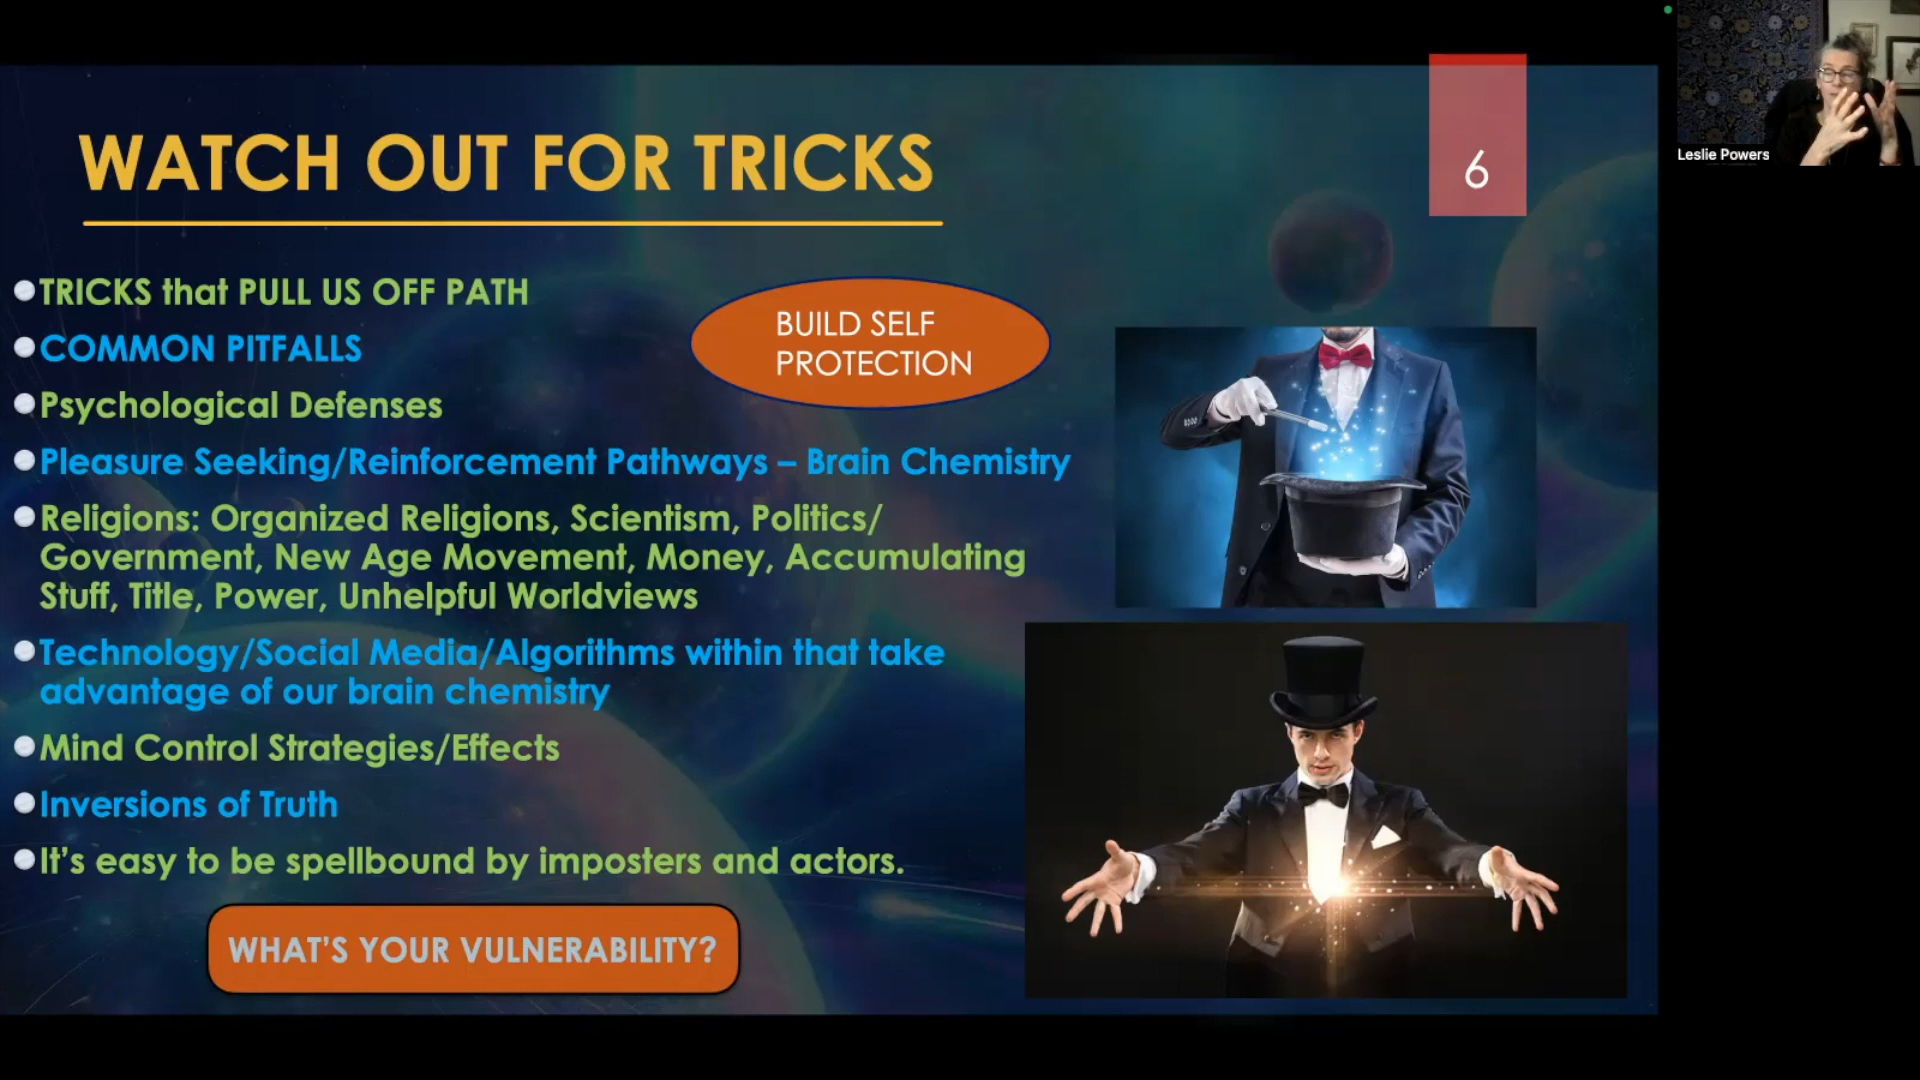 WATCH OUT FOR TRICKS
6
Leslie Powers
TRICKS that PULL US OFF PATH
COMMON PITFALLS
BUILD SELF
PROTECTION
Psychological Defenses
Pleasure Seeking/Reinforcement Pathways – Brain Chemistry
Religions: Organized Religions, Scientism, Politics/
Government, New Age Movement, Money, Accumulating
Stuff, Title, Power, Unhelpful Worldviews
Technology/Social Media/Algorithms within that take
advantage of our brain chemistry
Mind Control Strategies/Effects
Inversions of Truth
It’s easy to be spellbound by imposters and actors.
WHAT’S YOUR VULNERABILITY?